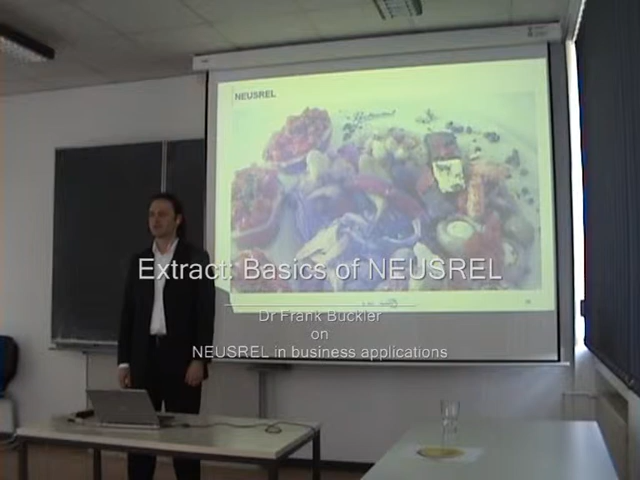 NEUSREL
Extract: Basics of NEUSREL
Dr Frank Buckler
on
NEUSREL in business applications